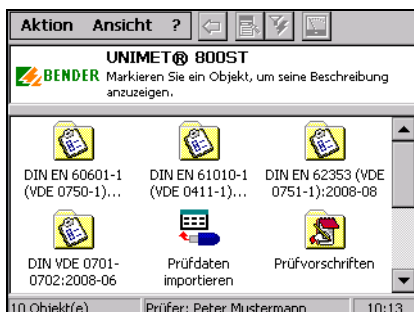 Aktion Ansicht ?
UNIMET® 800ST
BENDER Markieren Sie ein Objekt, um seine Beschreibung
anzuzeigen.
DIN EN 60601-1 DIN EN 61010-1 DIN EN 62353 (VDE
(VDE 0750-1)... (VDE 0411-1)... 0751-1):2008-08
DIN VDE 0701- Prüfdaten Prüfvorschriften
0702:2008-06 importieren
10 Objekt(e) Prüfer: Peter Mustermann 10:13